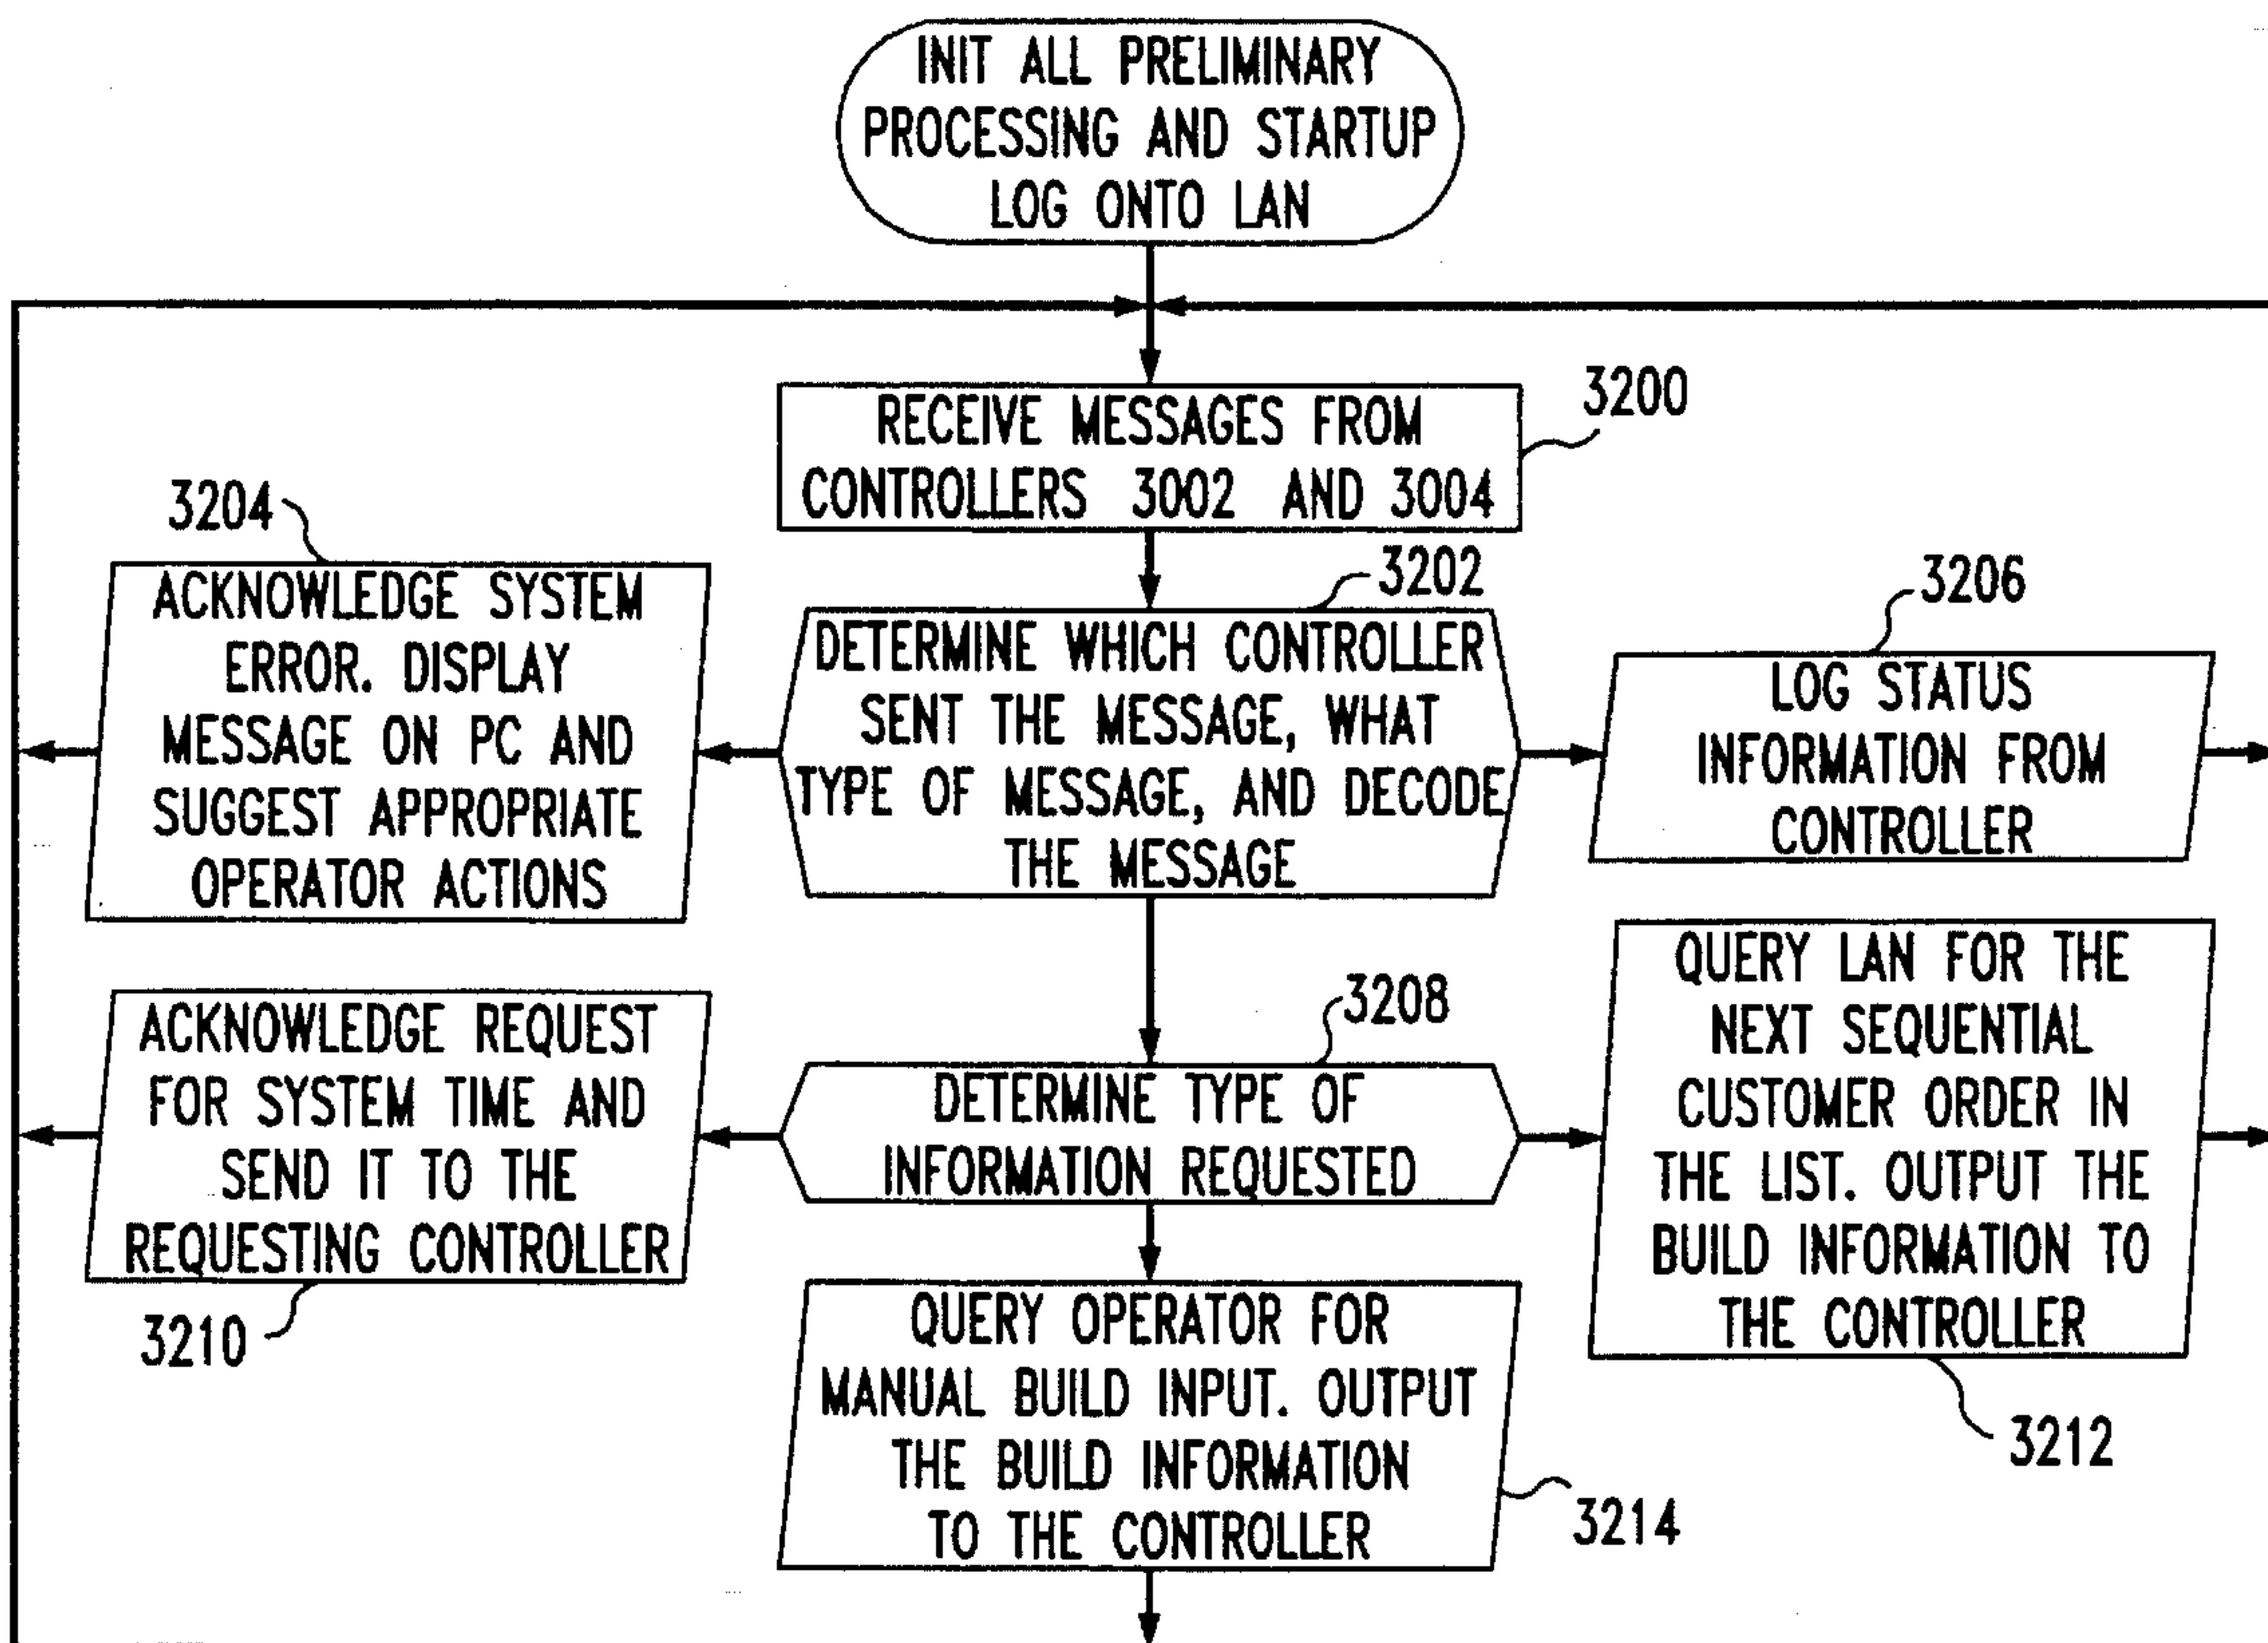 INIT ALL PRELIMINARY
PROCESSING AND STARTUP
LOG ONTO LAN
RECEIVE MESSAGES FROM
CONTROLLERS 3002 AND 3004
3200
3204
ACKNOWLEDGE SYSTEM
ERROR. DISPLAY
MESSAGE ON PC AND
SUGGEST APPROPRIATE
OPERATOR ACTIONS
3202
DETERMINE WHICH CONTROLLER
SENT THE MESSAGE, WHAT
TYPE OF MESSAGE, AND DECODE
THE MESSAGE
3206
LOG STATUS
INFORMATION FROM
CONTROLLER
ACKNOWLEDGE REQUEST
FOR SYSTEM TIME AND
SEND IT TO THE
REQUESTING CONTROLLER
3210
3208
DETERMINE TYPE OF
INFORMATION REQUESTED
QUERY LAN FOR THE
NEXT SEQUENTIAL
CUSTOMER ORDER IN
THE LIST. OUTPUT THE
BUILD INFORMATION TO
THE CONTROLLER
3212
QUERY OPERATOR FOR
MANUAL BUILD INPUT. OUTPUT
THE BUILD INFORMATION
TO THE CONTROLLER
3214